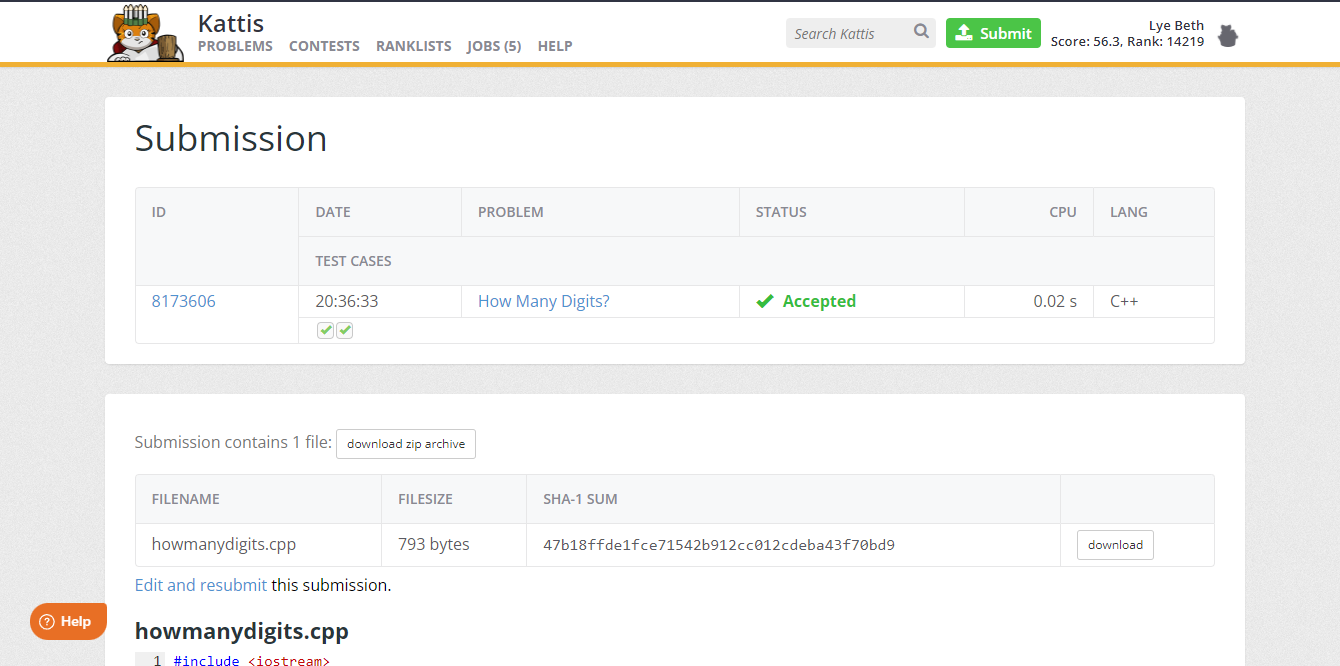 Kattis
PROBLEMS CONTESTS RANKLISTS JOBS (5) HELP
Search Kattis
Submit
Lye Beth
Score: 56.3, Rank: 14219
Submission
ID DATE PROBLEM STATUS CPU LANG
TEST CASES
8173606 20:36:33 How Many Digits? Accepted 0.02 s C++
Submission contains 1 file: download zip archive
FILENAME FILESIZE SHA-1 SUM
howmanydigits.cpp 793 bytes 47b18ffde1fce71542b912cc012cdeba43f70bd9 download
Edit and resubmit this submission.
? Help
howmanydigits.cpp
1 #include <iostream>